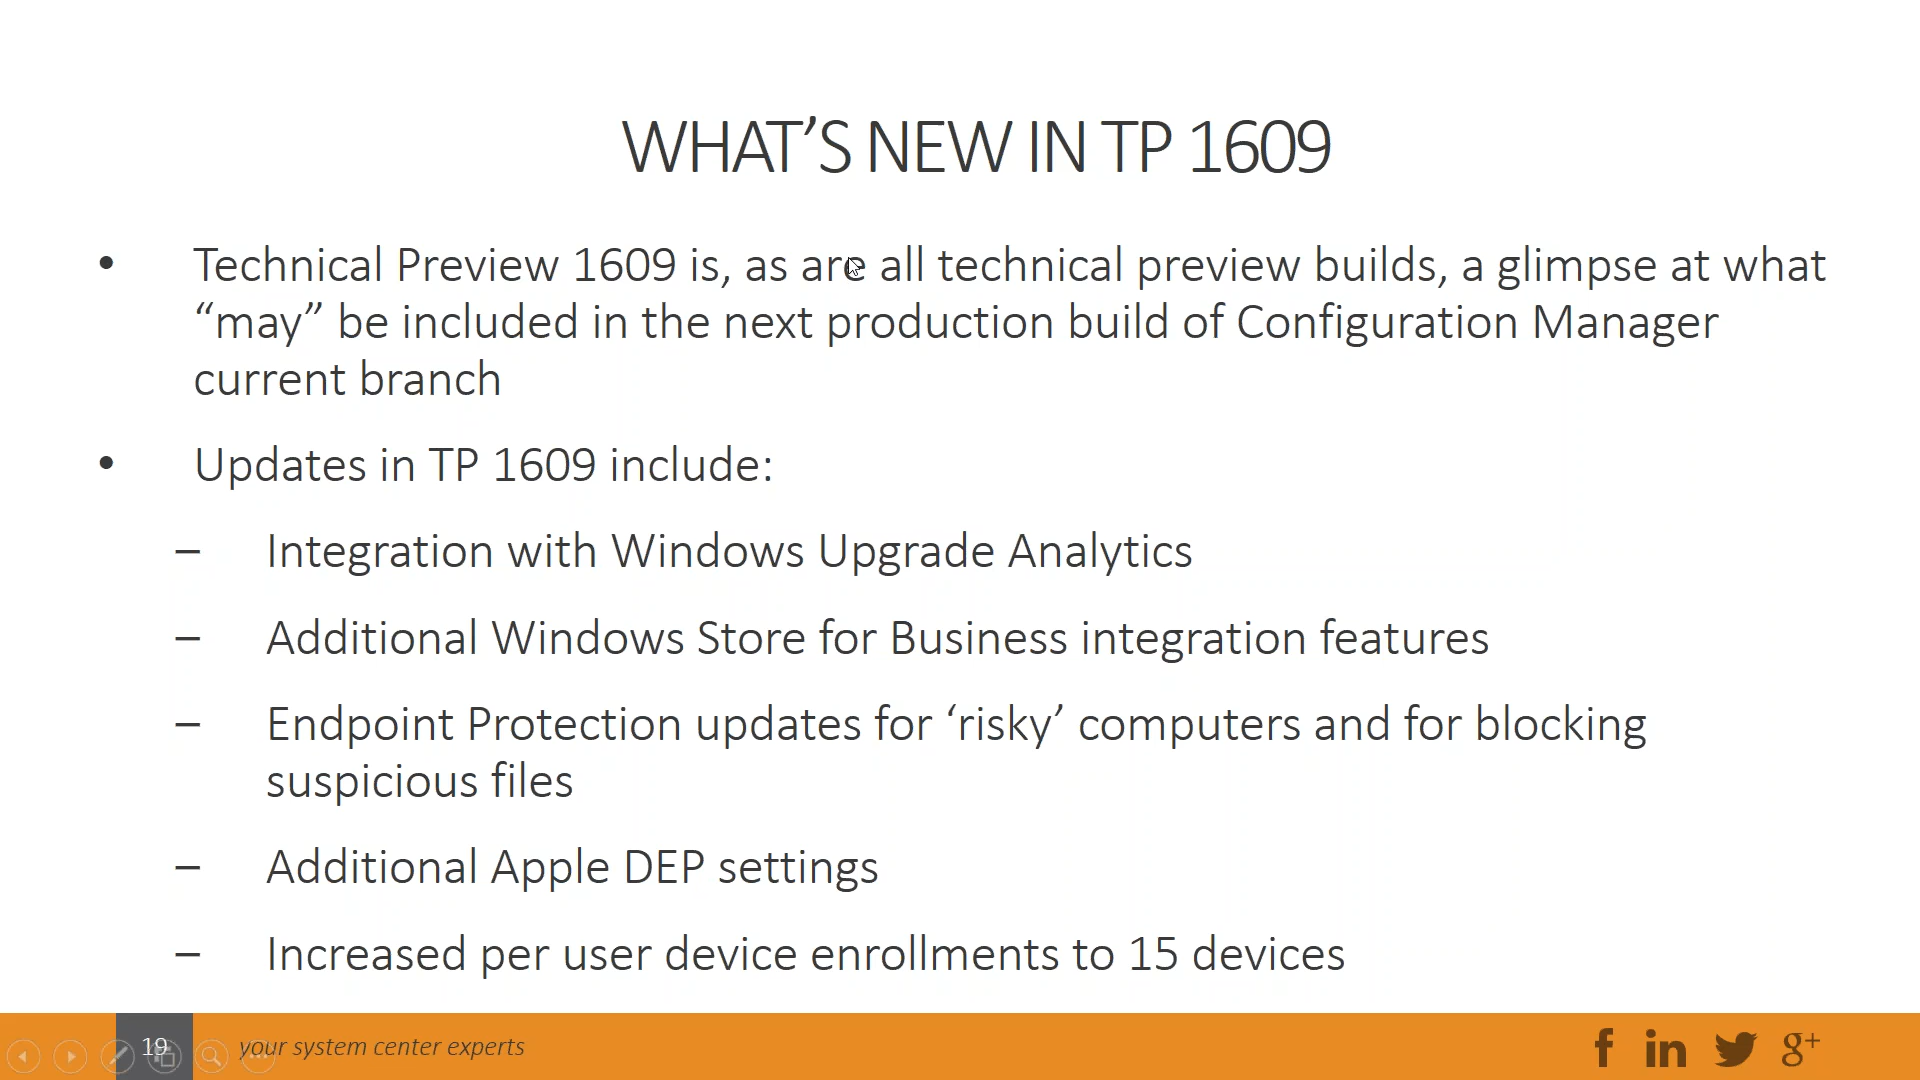 WHAT’S NEW IN TP 1609
• Technical Preview 1609 is, as are all technical preview builds, a glimpse at what
“may” be included in the next production build of Configuration Manager
current branch
• Updates in TP 1609 include:
– Integration with Windows Upgrade Analytics
– Additional Windows Store for Business integration features
– Endpoint Protection updates for ‘risky’ computers and for blocking
suspicious files
– Additional Apple DEP settings
– Increased per user device enrollments to 15 devices
19 your system center experts
f in g+